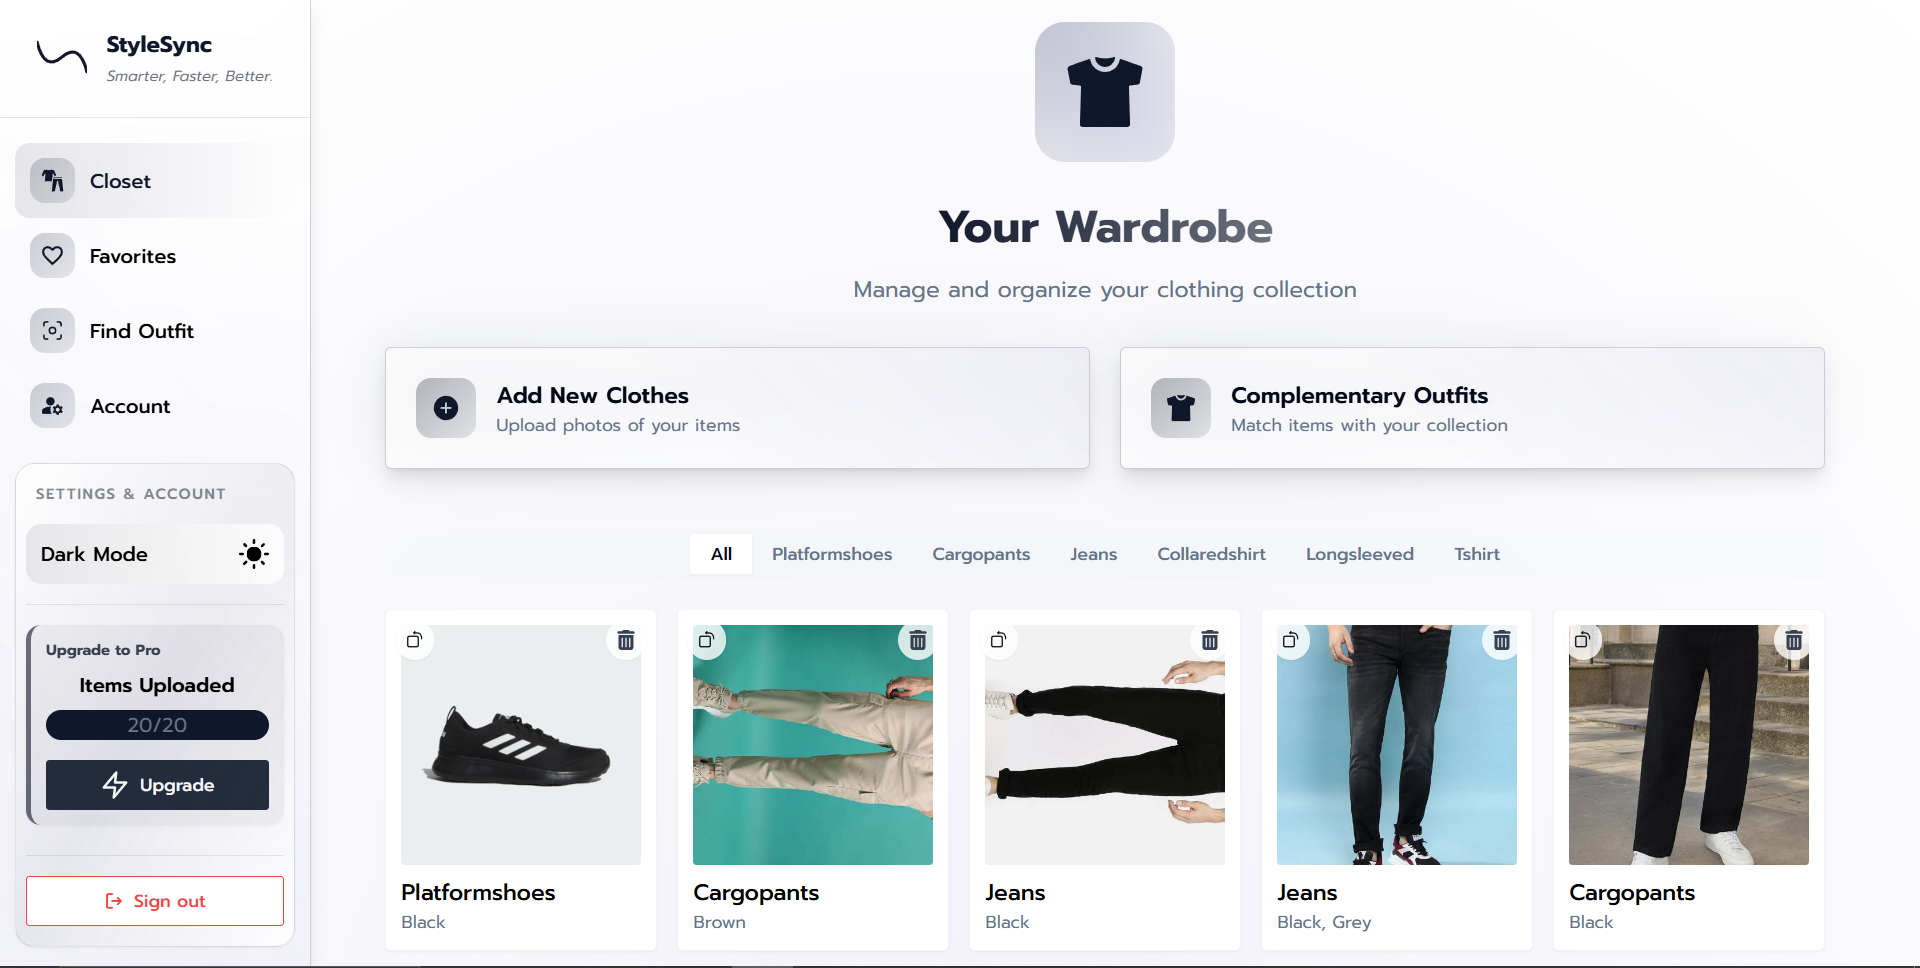 StyleSync
Smarter, Faster, Better.
Closet
Favorites
Find Outfit
Account
SETTINGS & ACCOUNT
Dark Mode
Upgrade to Pro
Items Uploaded
20/20
Upgrade
Sign out
Your Wardrobe
Manage and organize your clothing collection
Add New Clothes
Upload photos of your items
Complementary Outfits
Match items with your collection
All Platformshoes Cargopants Jeans Collaredshirt Longsleeved Tshirt
Platformshoes
Black
Cargopants
Brown
Jeans
Black
Jeans
Black, Grey
Cargopants
Black